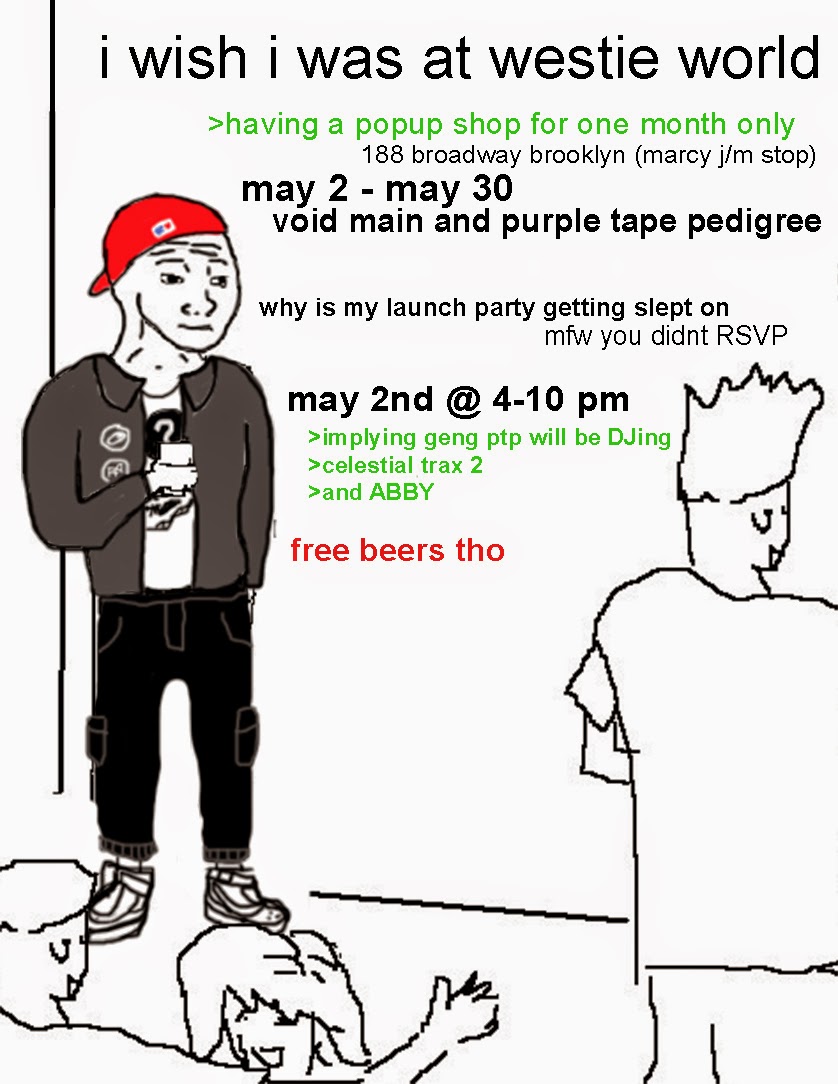 i wish i was at westie world
>having a popup shop for one month only
188 broadway brooklyn (marcy j/m stop)
may 2 - may 30
void main and purple tape pedigree
why is my launch party getting slept on
mfw you didnt RSVP
may 2nd @ 4-10 pm
>implying geng ptp will be DJing
>celestial trax 2
>and ABBY
free beers tho
?